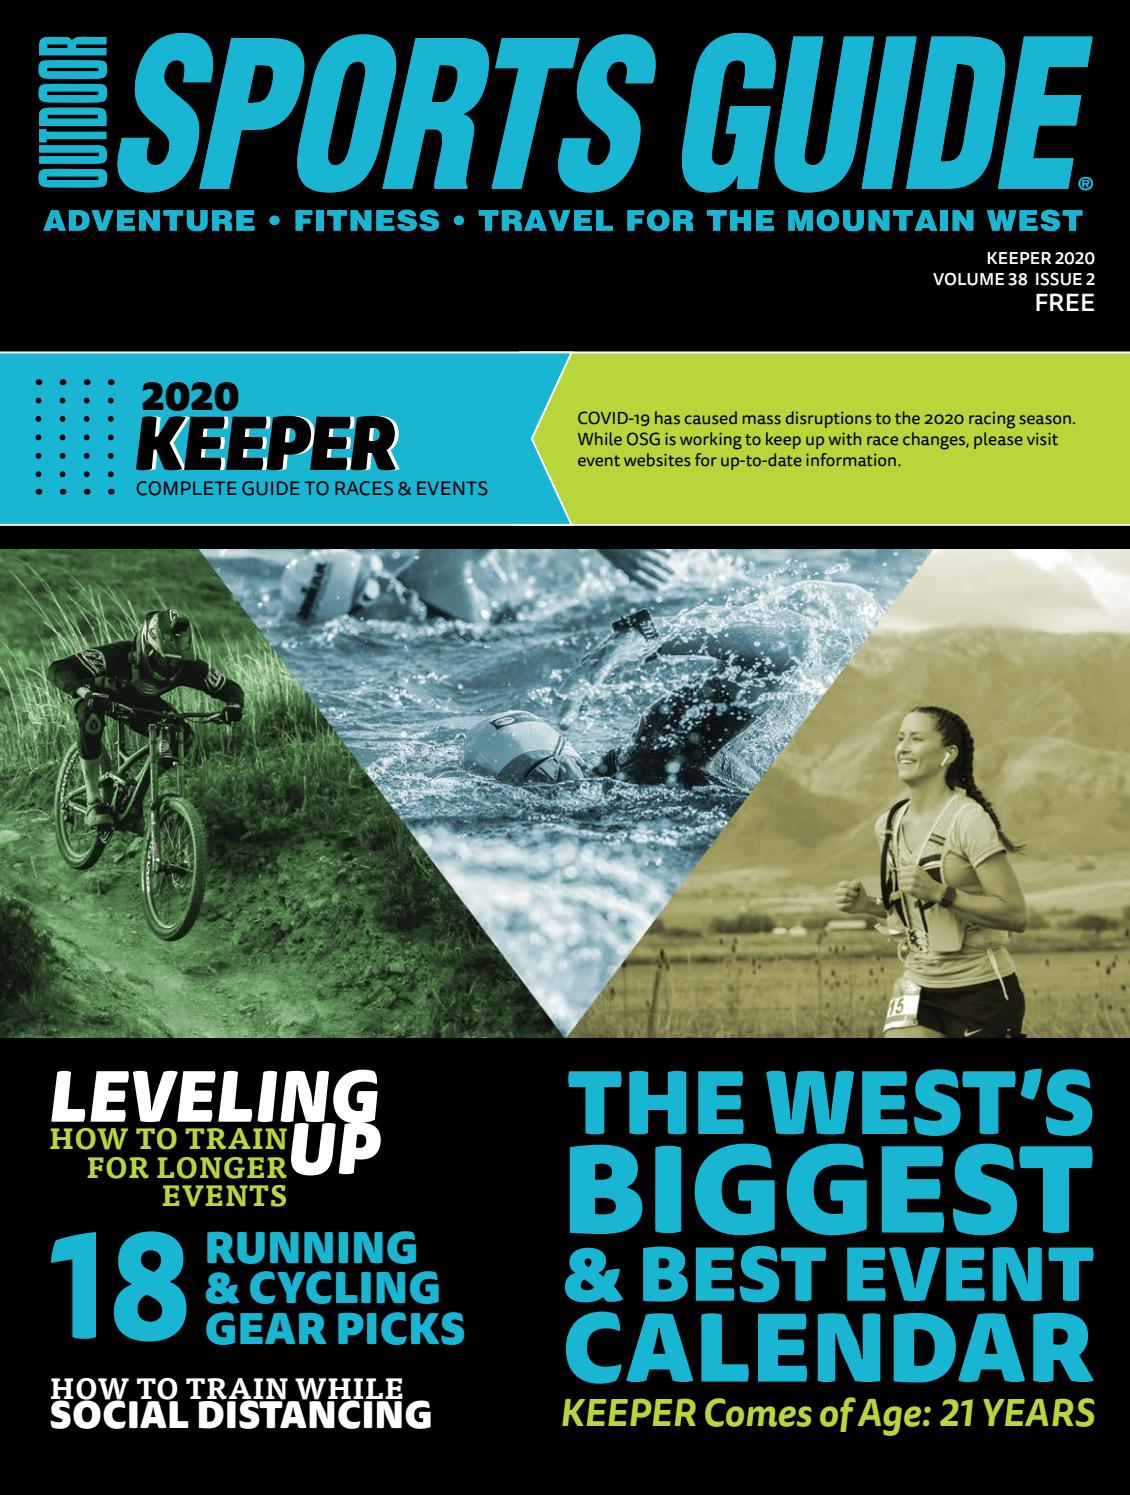 OUTDOOR
SPORTS GUIDE®
ADVENTURE • FITNESS • TRAVEL FOR THE MOUNTAIN WEST
KEEPER 2020
VOLUME 38 ISSUE 2
FREE
2020
KEEPER
COMPLETE GUIDE TO RACES & EVENTS
COVID-19 has caused mass disruptions to the 2020 racing season.
While OSG is working to keep up with race changes, please visit
event websites for up-to-date information.
15
LEVELING
UP
HOW TO TRAIN
FOR LONGER
EVENTS
18
RUNNING
& CYCLING
GEAR PICKS
HOW TO TRAIN WHILE
SOCIAL DISTANCING
THE WEST'S
BIGGEST
& BEST EVENT
CALENDAR
KEEPER Comes of Age: 21 YEARS